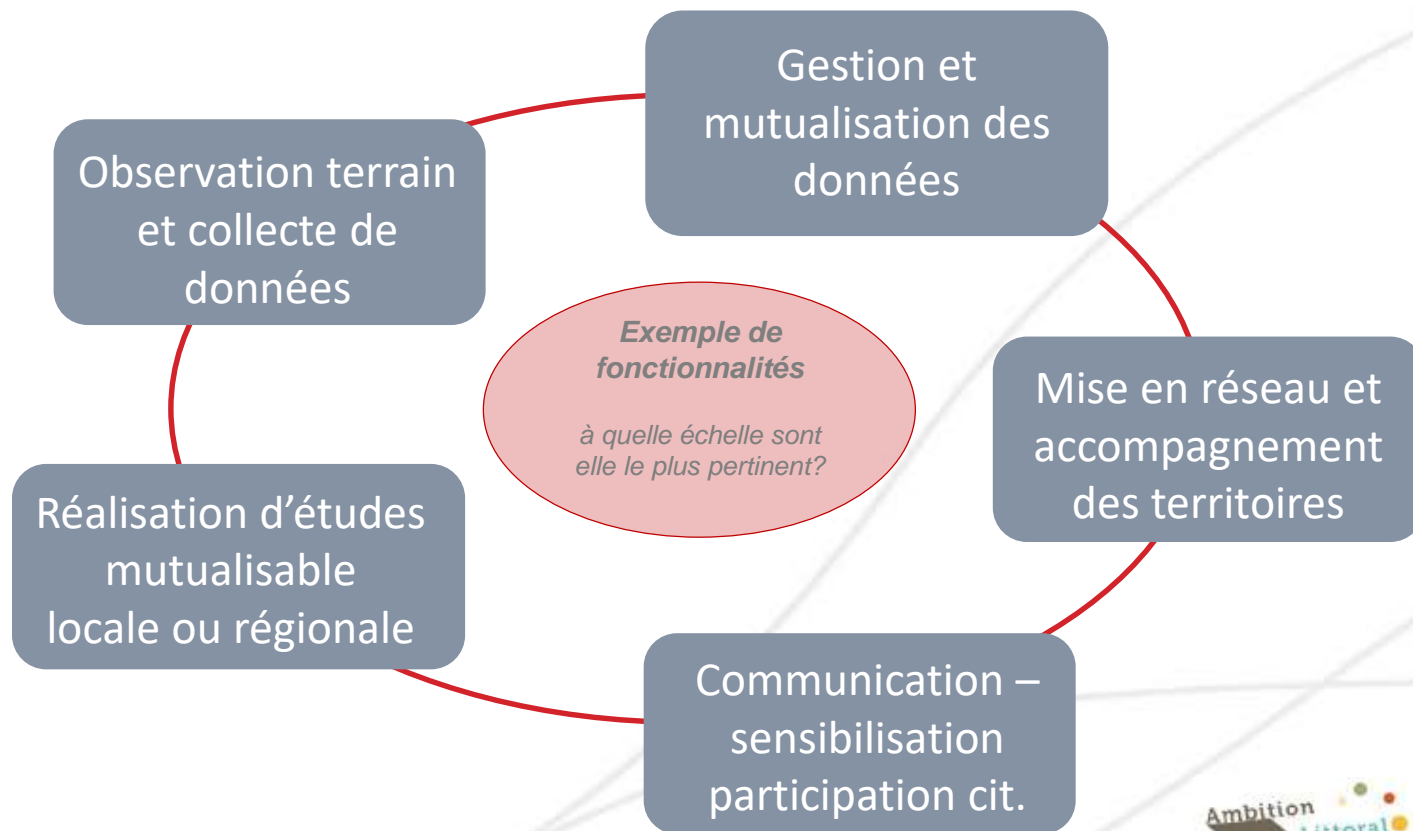 Gestion et
mutualisation des
données
Observation terrain
et collecte de
données
Exemple de
fonctionnalités
à quelle échelle sont
elle le plus pertinent?
Mise en réseau et
accompagnement
des territoires
Réalisation d’études
mutualisable
locale ou régionale
Communication –
sensibilisation
participation cit.
Ambition
Littoral